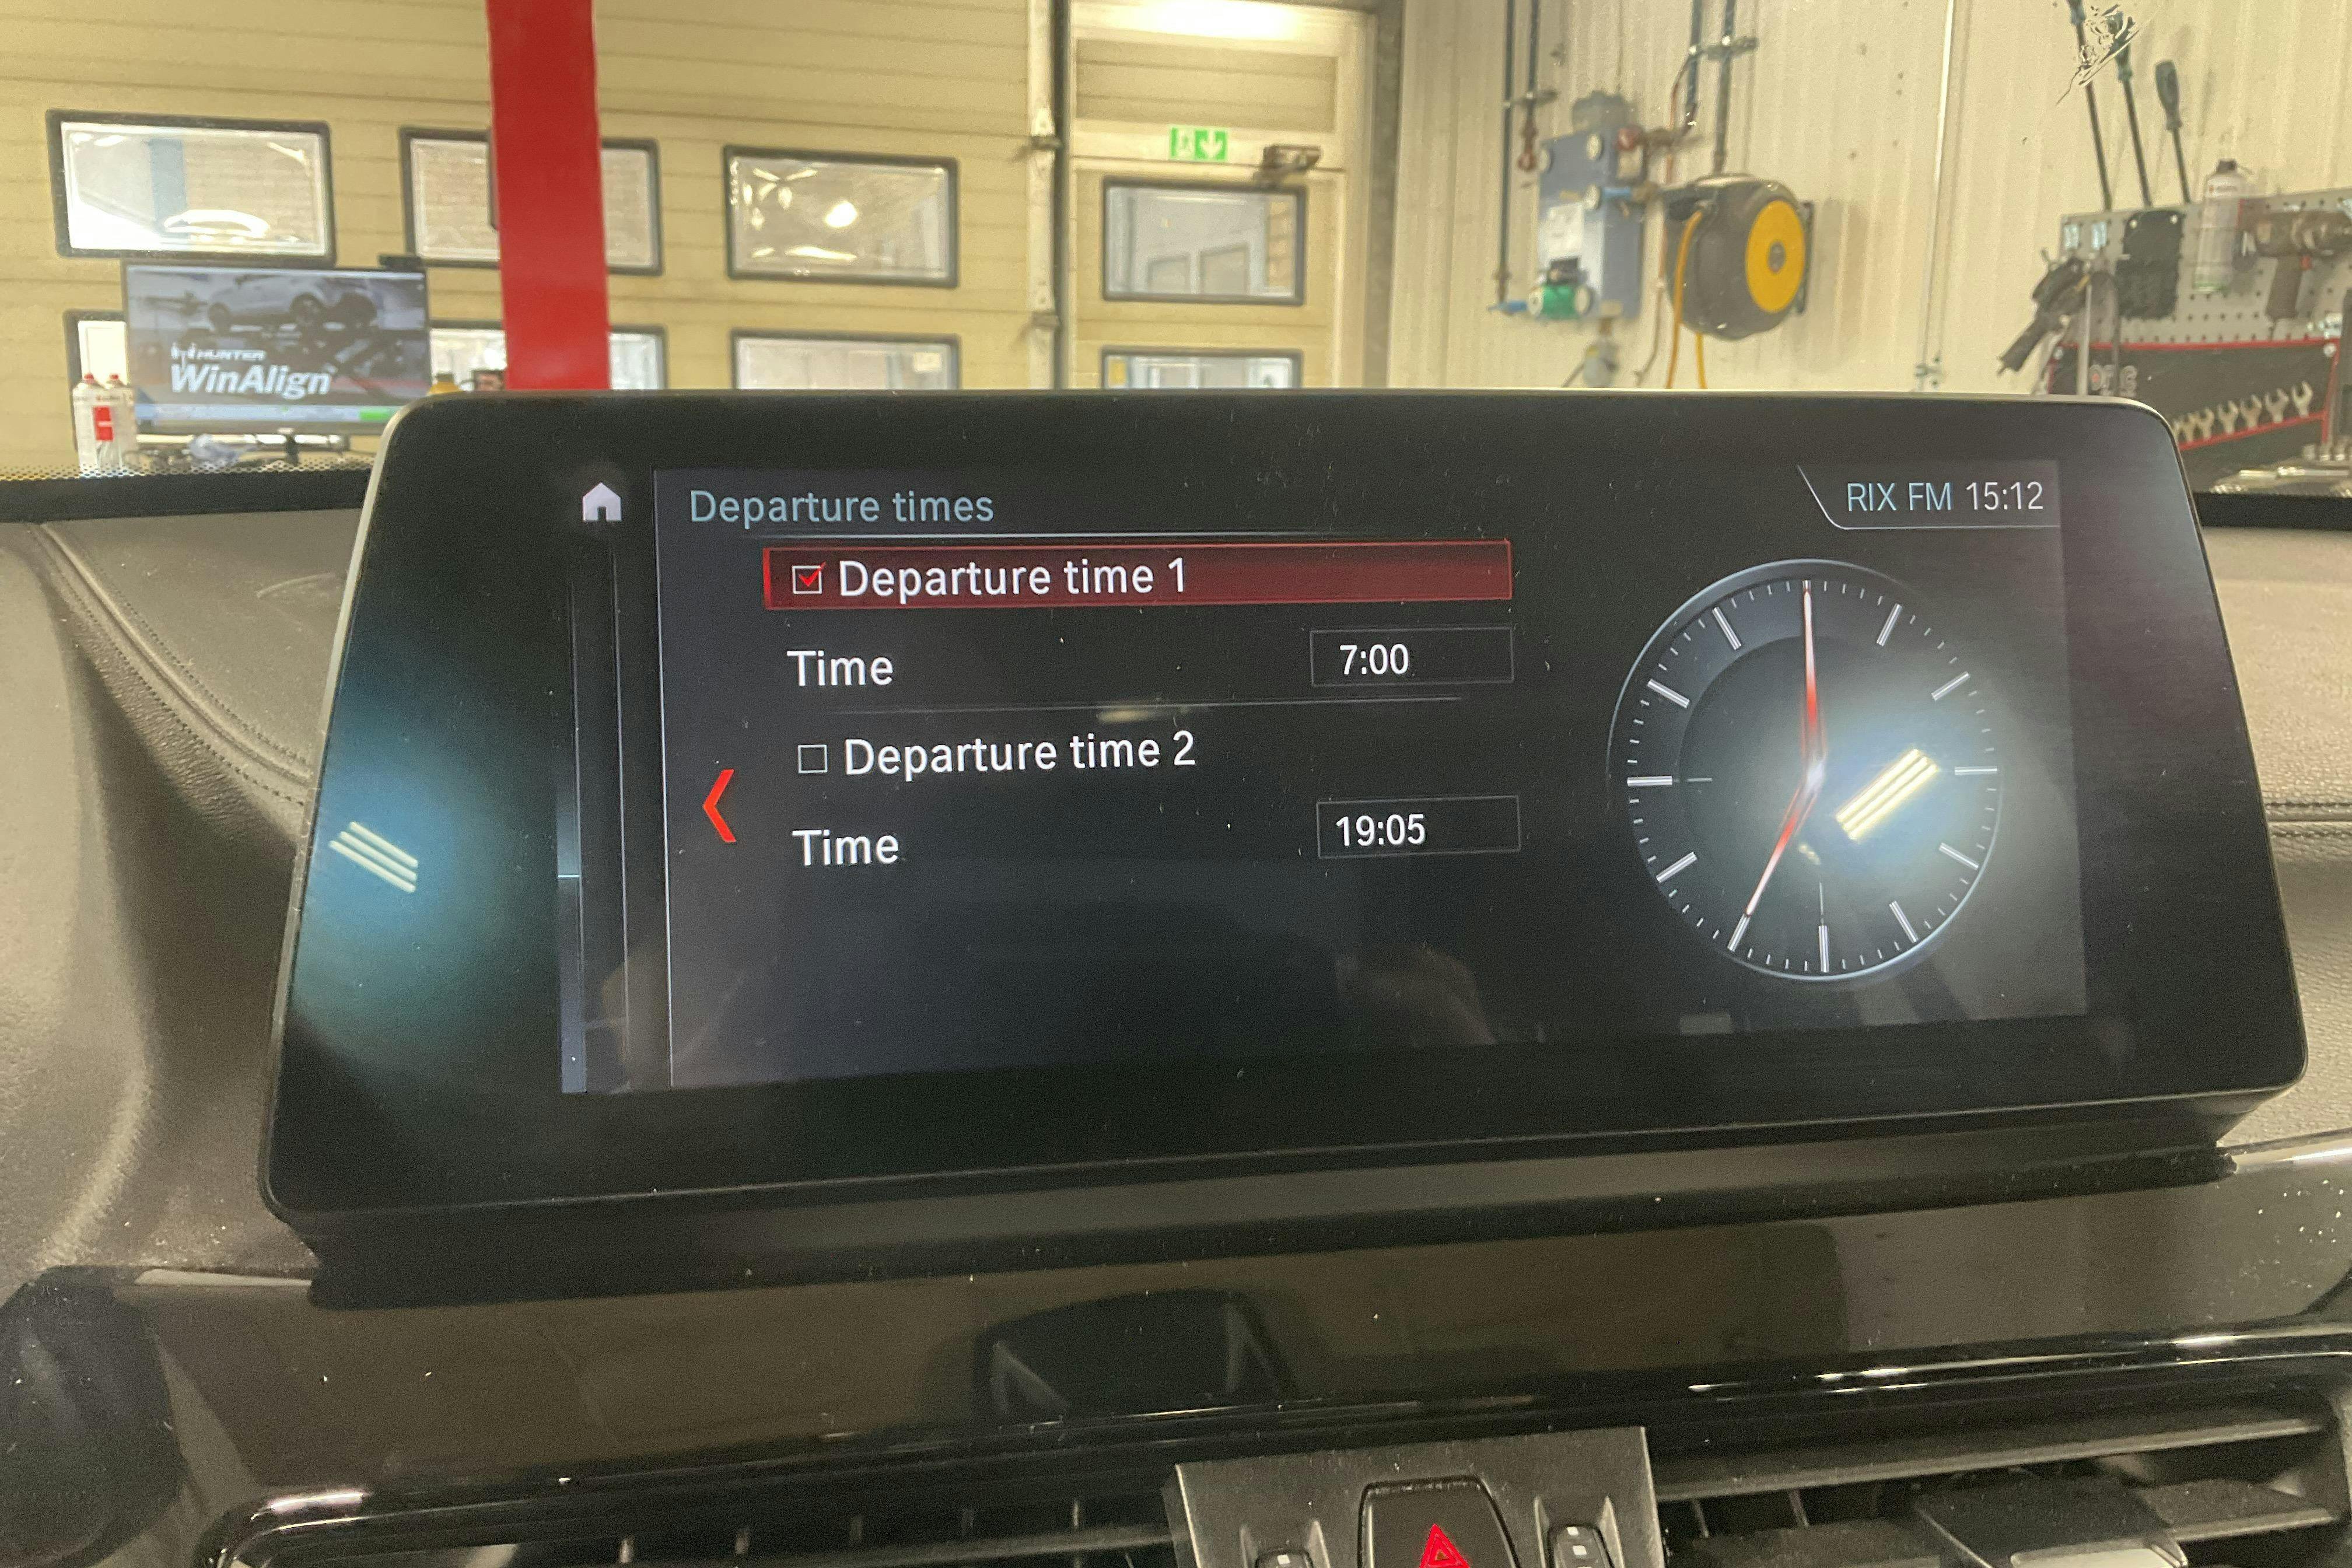 HUNTER
WinAlign
Departure times
RIX FM 15:12
Departure time 1
Time 7:00
Departure time 2
Time 19:05